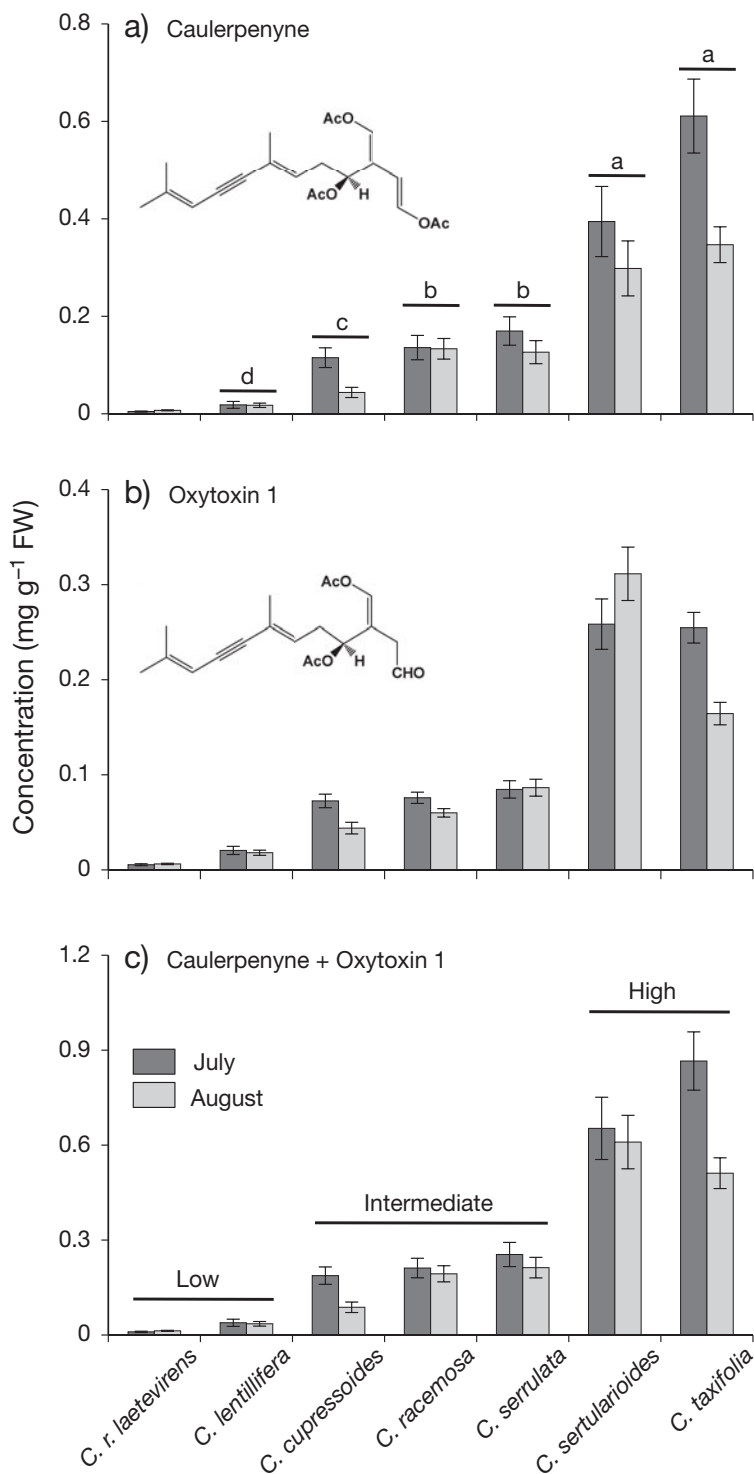 a) Caulerpenyne
0.8
0.6
0.4
0.2
0
AcO
AcO
H
OAc
d
c
b
b
a
a
b) Oxytoxin 1
0.4
0.3
0.2
0.1
0
AcO
AcO
H
CHO
Concentration (mg g–1 FW)
c) Caulerpenyne + Oxytoxin 1
1.2
0.9
0.6
0.3
0
July
August
Low
Intermediate
High
C. r. laetevirens
C. lentillifera
C. cupressoides
C. racemosa
C. serrulata
C. sertularioides
C. taxifolia